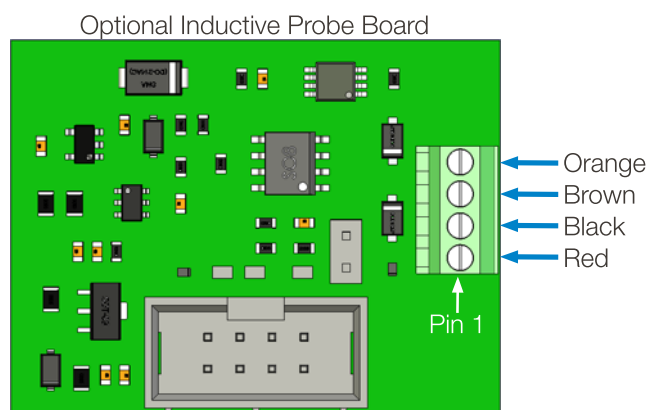 Optional Inductive Probe Board
Orange
Brown
Black
Red
Pin 1